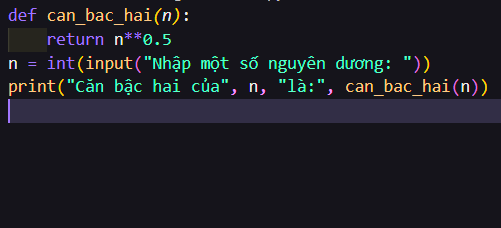 def can_bac_hai(n):
    return n**0.5
n = int(input("Nhập một số nguyên dương: "))
print("Căn bậc hai của", n, "là:", can_bac_hai(n))